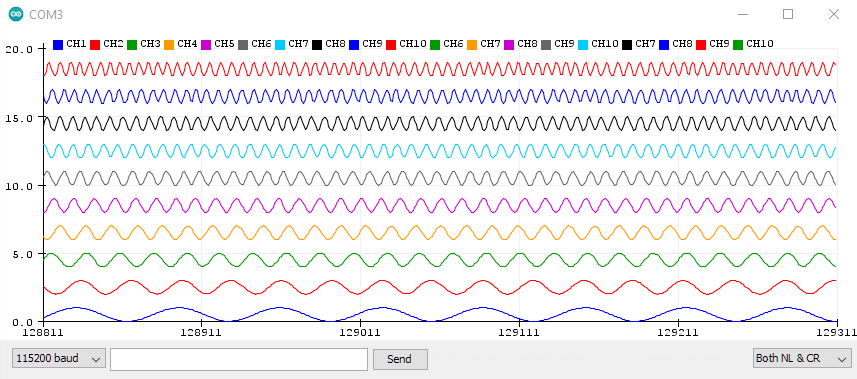 COM3
CH1 CH2 CH3 CH4 CH5 CH6 CH7 CH8 CH9 CH10 CH6 CH7 CH8 CH9 CH10 CH7 CH8 CH9 CH10
20.0
15.0
10.0
5.0
0.0
128811 128911 129011 129111 129211 129311
115200 baud Send Both NL & CR